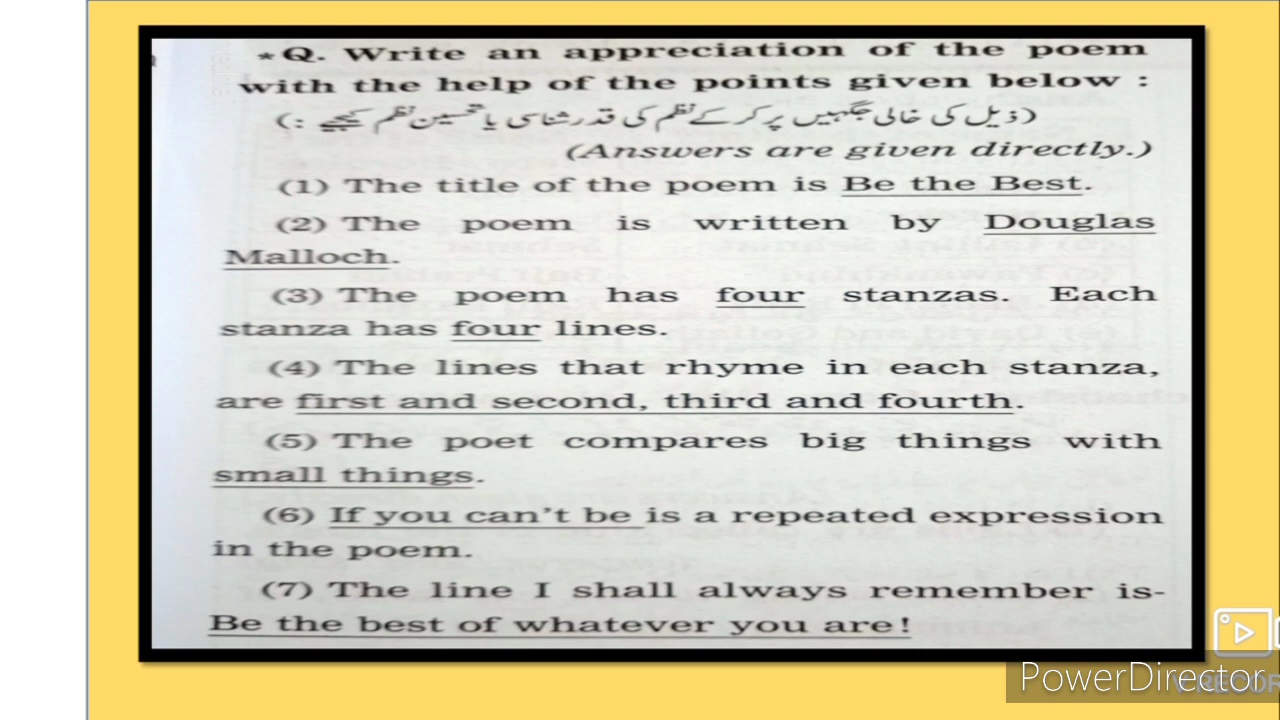 *Q. Write an appreciation of the poem
with the help of the points given below :
(ذیل کی خالی جگہیں پر کر کے نظم کی قدر شناسی یا تحسین نظم کیجیے :)
(Answers are given directly.)
(1) The title of the poem is Be the Best.
(2) The poem is written by Douglas
Malloch.
(3) The poem has four stanzas. Each
stanza has four lines.
(4) The lines that rhyme in each stanza,
are first and second, third and fourth.
(5) The poet compares big things with
small things.
(6) If you can't be is a repeated expression
in the poem.
(7) The line I shall always remember is-
Be the best of whatever you are!
PowerDirector